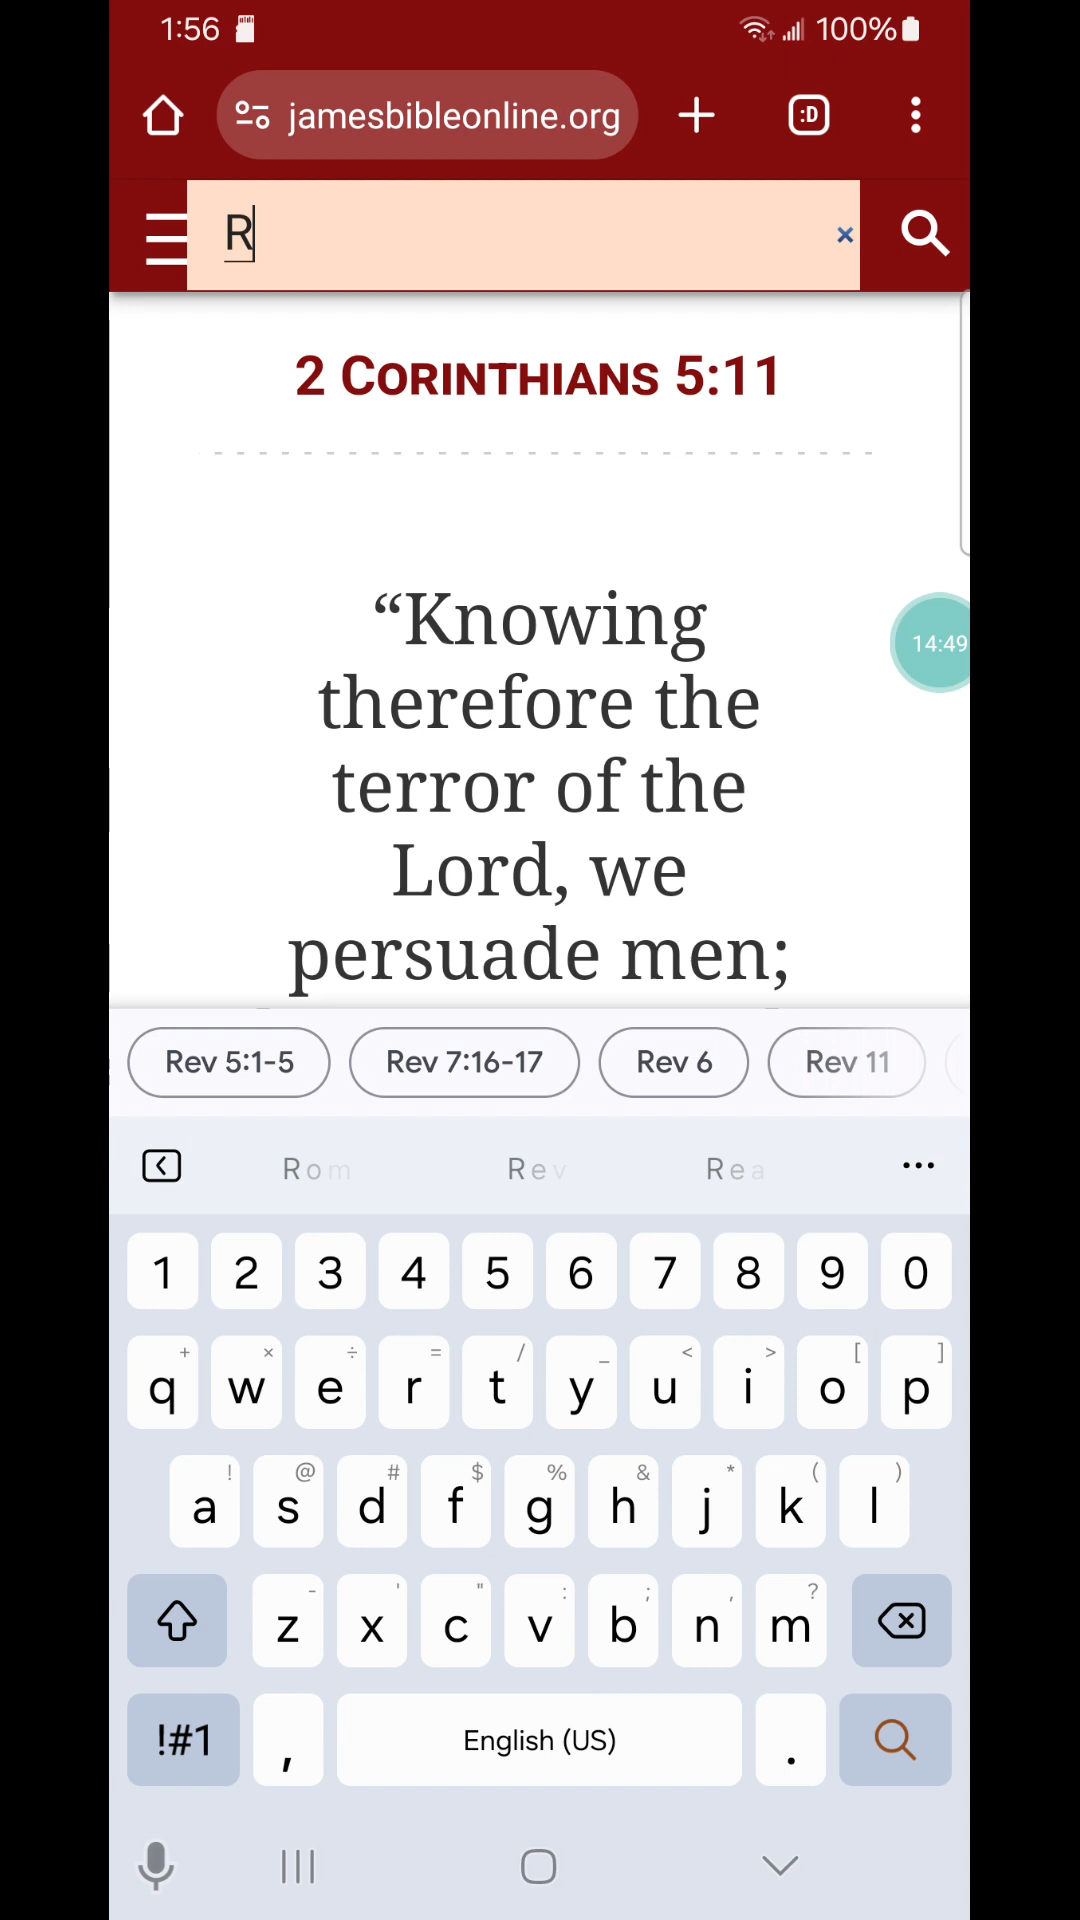 1:56 100%
jamesbibleonline.org :D
R ×
2 CORINTHIANS 5:11
“Knowing
therefore the
terror of the
Lord, we
persuade men;
14:49
Rev 5:1-5 Rev 7:16-17 Rev 6 Rev 11
Rom Rev Rea ...
1 2 3 4 5 6 7 8 9 0
+ × ÷ = / _ < > [ ]
q w e r t y u i o p
! @ # $ % & * ( )
a s d f g h j k l
- ' " : ; , ?
z x c v b n m
!#1 , English (US) .